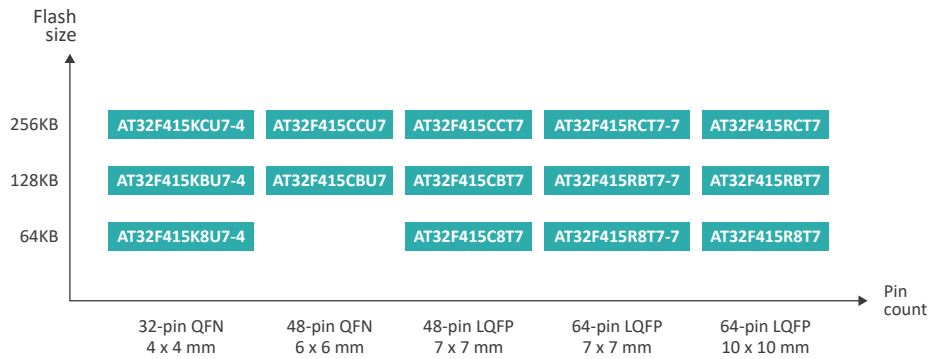 Flash
size
256KB AT32F415KCU7-4 AT32F415CCU7 AT32F415CCT7 AT32F415RCT7-7 AT32F415RCT7
128KB AT32F415KBU7-4 AT32F415CBU7 AT32F415CBT7 AT32F415RBT7-7 AT32F415RBT7
64KB AT32F415K8U7-4 AT32F415C8T7 AT32F415R8T7-7 AT32F415R8T7
Pin
count
32-pin QFN 48-pin QFN 48-pin LQFP 64-pin LQFP 64-pin LQFP
4 x 4 mm 6 x 6 mm 7 x 7 mm 7 x 7 mm 10 x 10 mm